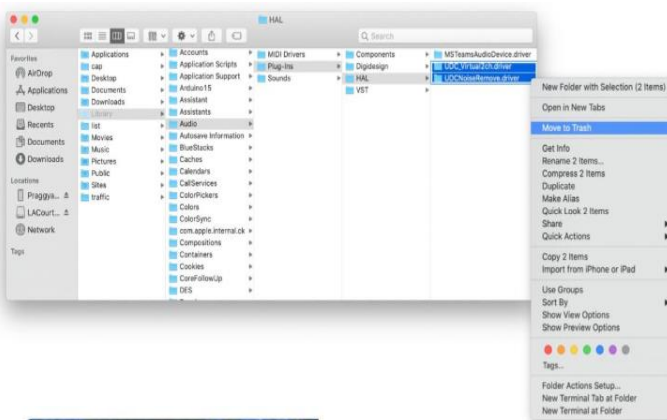 HAL
Search
Favorites
AirDrop
Applications
Desktop
Recents
Documents
Downloads
Locations
Praggya...
LACourt...
Network
Tags
Applications
cap
Desktop
Documents
Downloads
Library
list
Movies
Music
Pictures
Public
Sites
traffic
Accounts
Application Scripts
Application Support
Arduino15
Assistant
Assistants
Audio
Autosave Information
BlueStacks
Caches
Calendars
CallServices
ColorPickers
Colors
ColorSync
com.apple.internal.ck
Compositions
Containers
Cookies
CoreFollowUp
DES
MIDI Drivers
Plug-Ins
Sounds
Components
Digidesign
HAL
VST
MSTeamsAudioDevice.driver
UDC_Virtual2ch.driver
UDCNoiseRemove.driver
New Folder with Selection (2 Items)
Open in New Tabs
Move to Trash
Get Info
Rename 2 Items...
Compress 2 Items
Duplicate
Make Alias
Quick Look 2 Items
Share
Quick Actions
Copy 2 Items
Import from iPhone or iPad
Use Groups
Sort By
Show View Options
Show Preview Options
Tags...
Folder Actions Setup...
New Terminal Tab at Folder
New Terminal at Folder